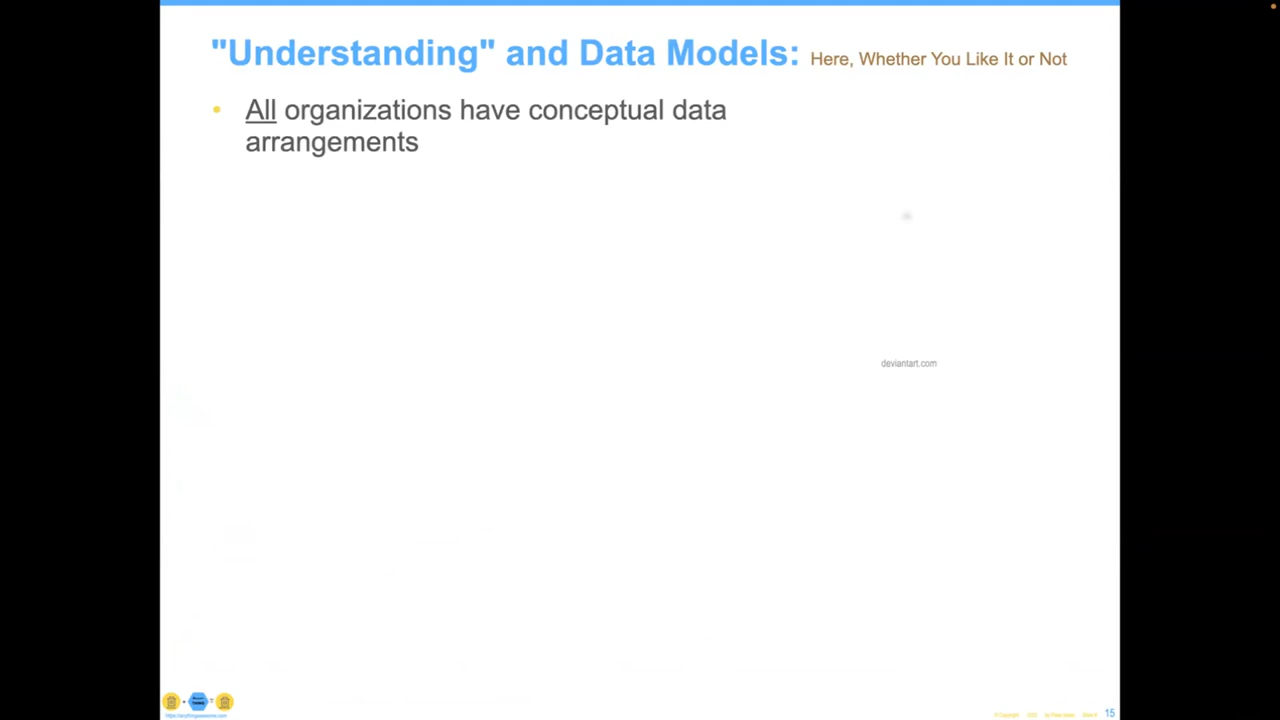 "Understanding" and Data Models: Here, Whether You Like It or Not
• All organizations have conceptual data
arrangements
deviantart.com
15